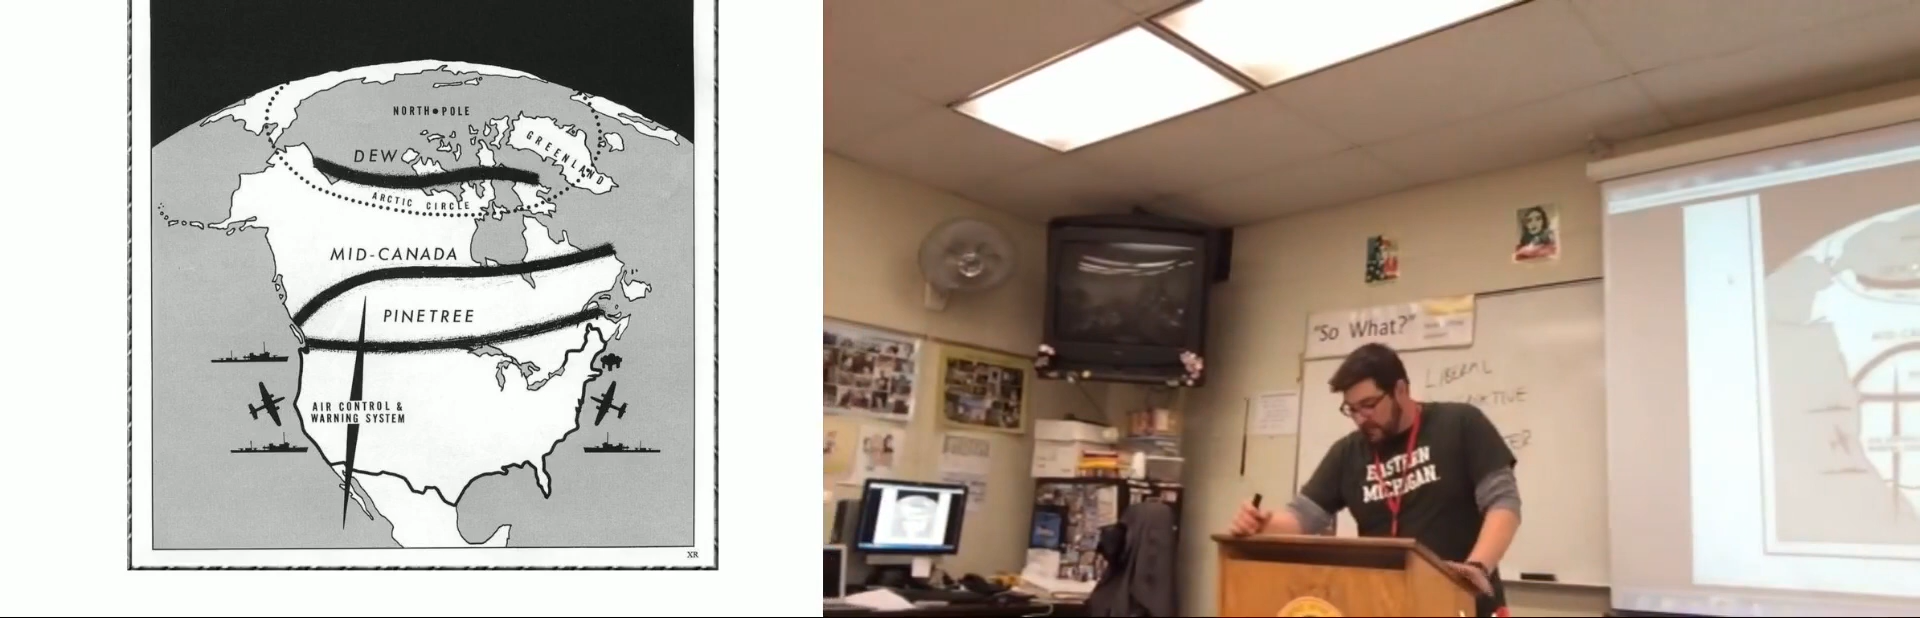 NORTH POLE
GREENLAND
DEW
ARCTIC CIRCLE
MID-CANADA
PINETREE
AIR CONTROL &
WARNING SYSTEM
XR
"So What?"
LIBERAL
EASTERN
MICHIGAN